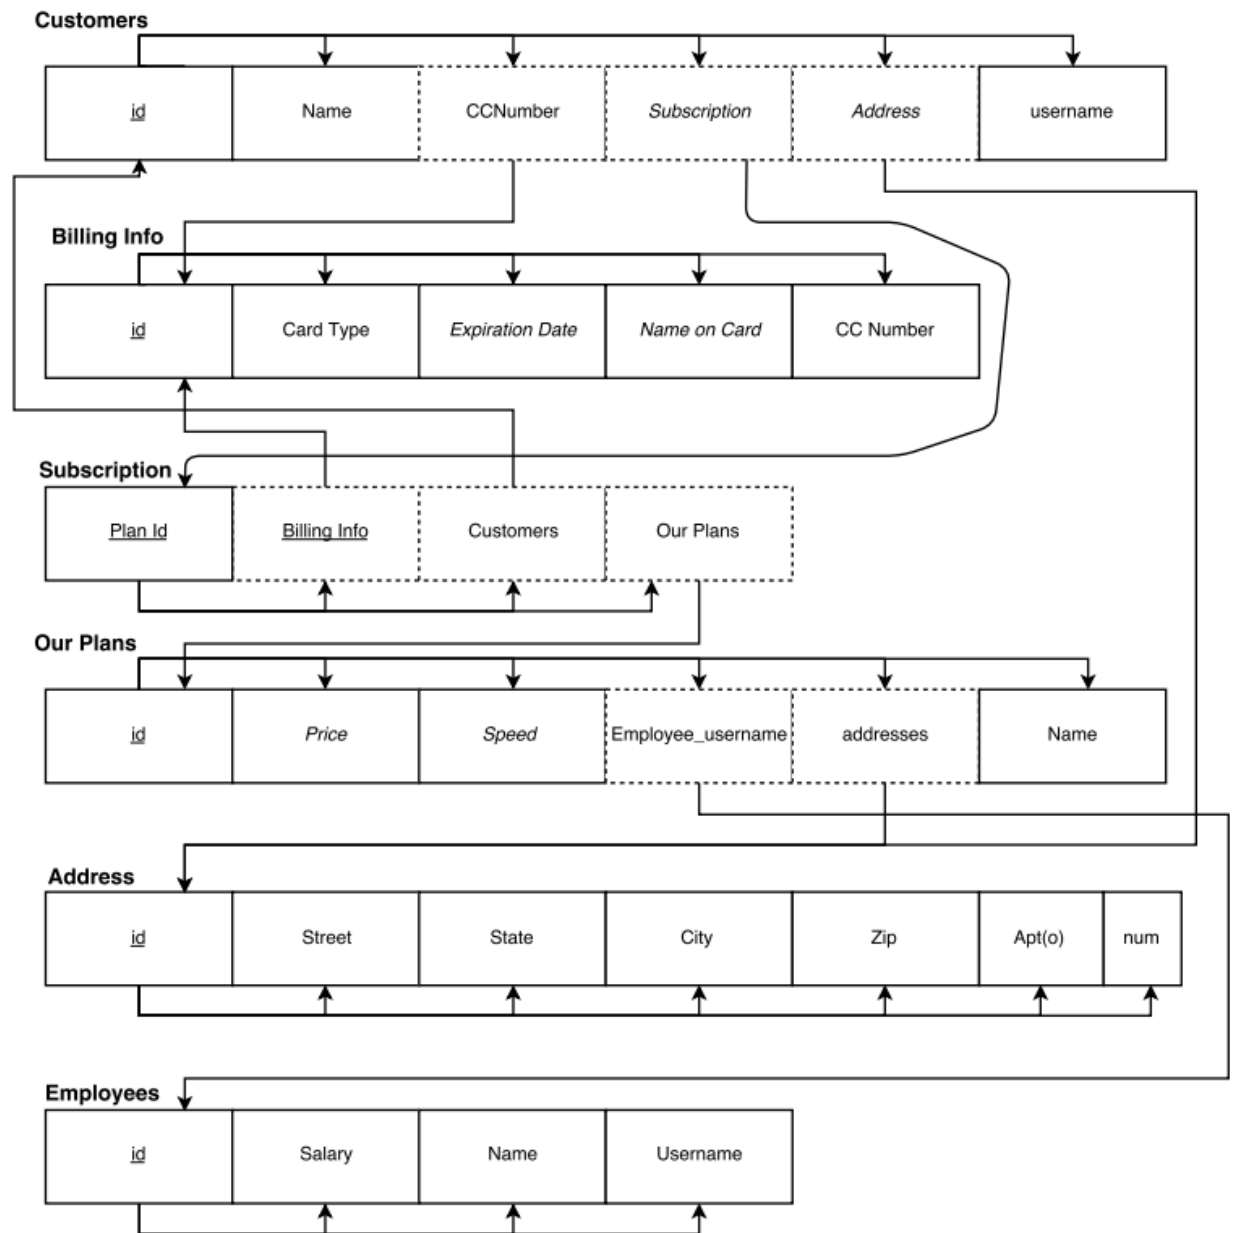 Customers
id Name CCNumber Subscription Address username
Billing Info
id Card Type Expiration Date Name on Card CC Number
Subscription
Plan Id Billing Info Customers Our Plans
Our Plans
id Price Speed Employee_username addresses Name
Address
id Street State City Zip Apt(o) num
Employees
id Salary Name Username